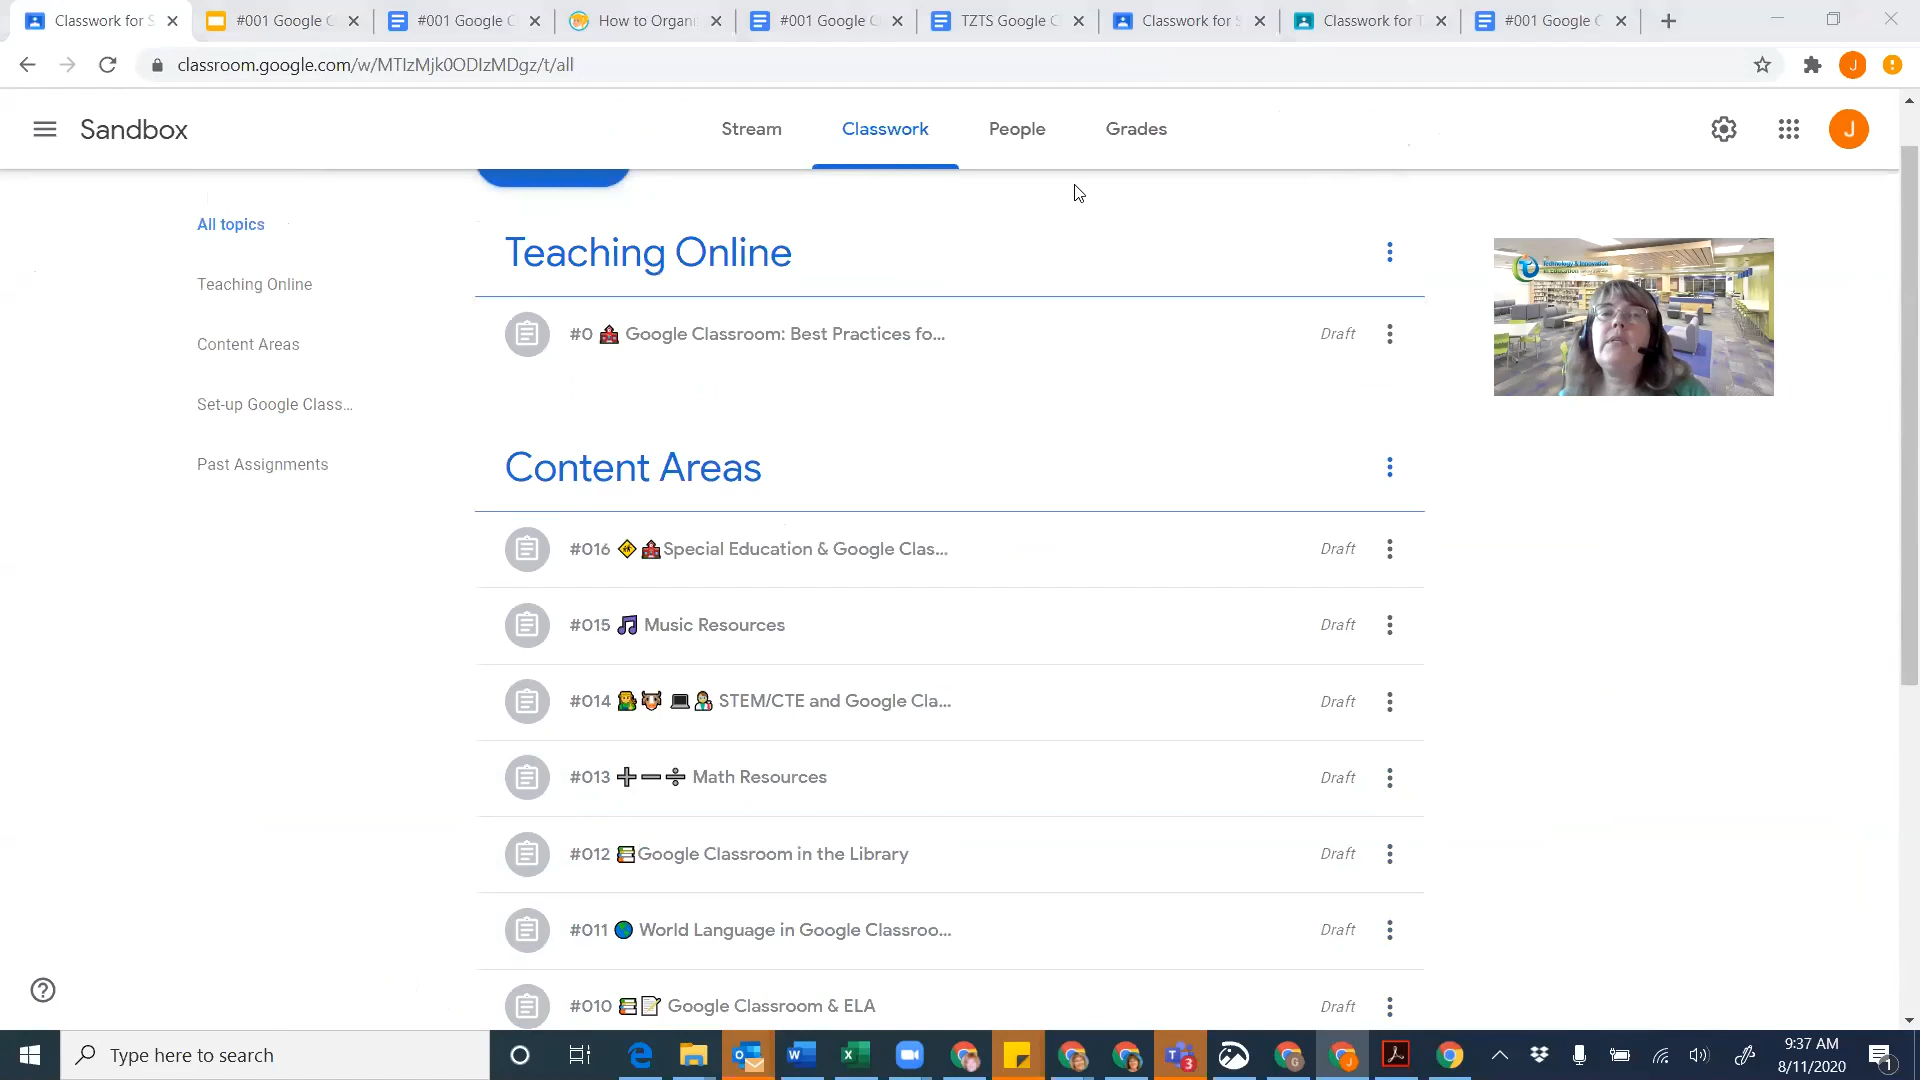 Classwork for S
#001 Google C
#001 Google C
How to Organi
#001 Google C
TZTS Google C
Classwork for S
Classwork for T
#001 Google C
classroom.google.com/w/MTIzMjk0ODIzMDgz/t/all
J
Sandbox
Stream
Classwork
People
Grades
J
All topics
Teaching Online
Content Areas
Set-up Google Class...
Past Assignments
Teaching Online
#0 Google Classroom: Best Practices fo...
Draft
Technology & Innovation
in Education
Content Areas
#016 Special Education & Google Clas...
Draft
#015 Music Resources
Draft
#014 STEM/CTE and Google Cla...
Draft
#013 Math Resources
Draft
#012 Google Classroom in the Library
Draft
#011 World Language in Google Classroo...
Draft
#010 Google Classroom & ELA
Draft
Type here to search
9:37 AM
8/11/2020